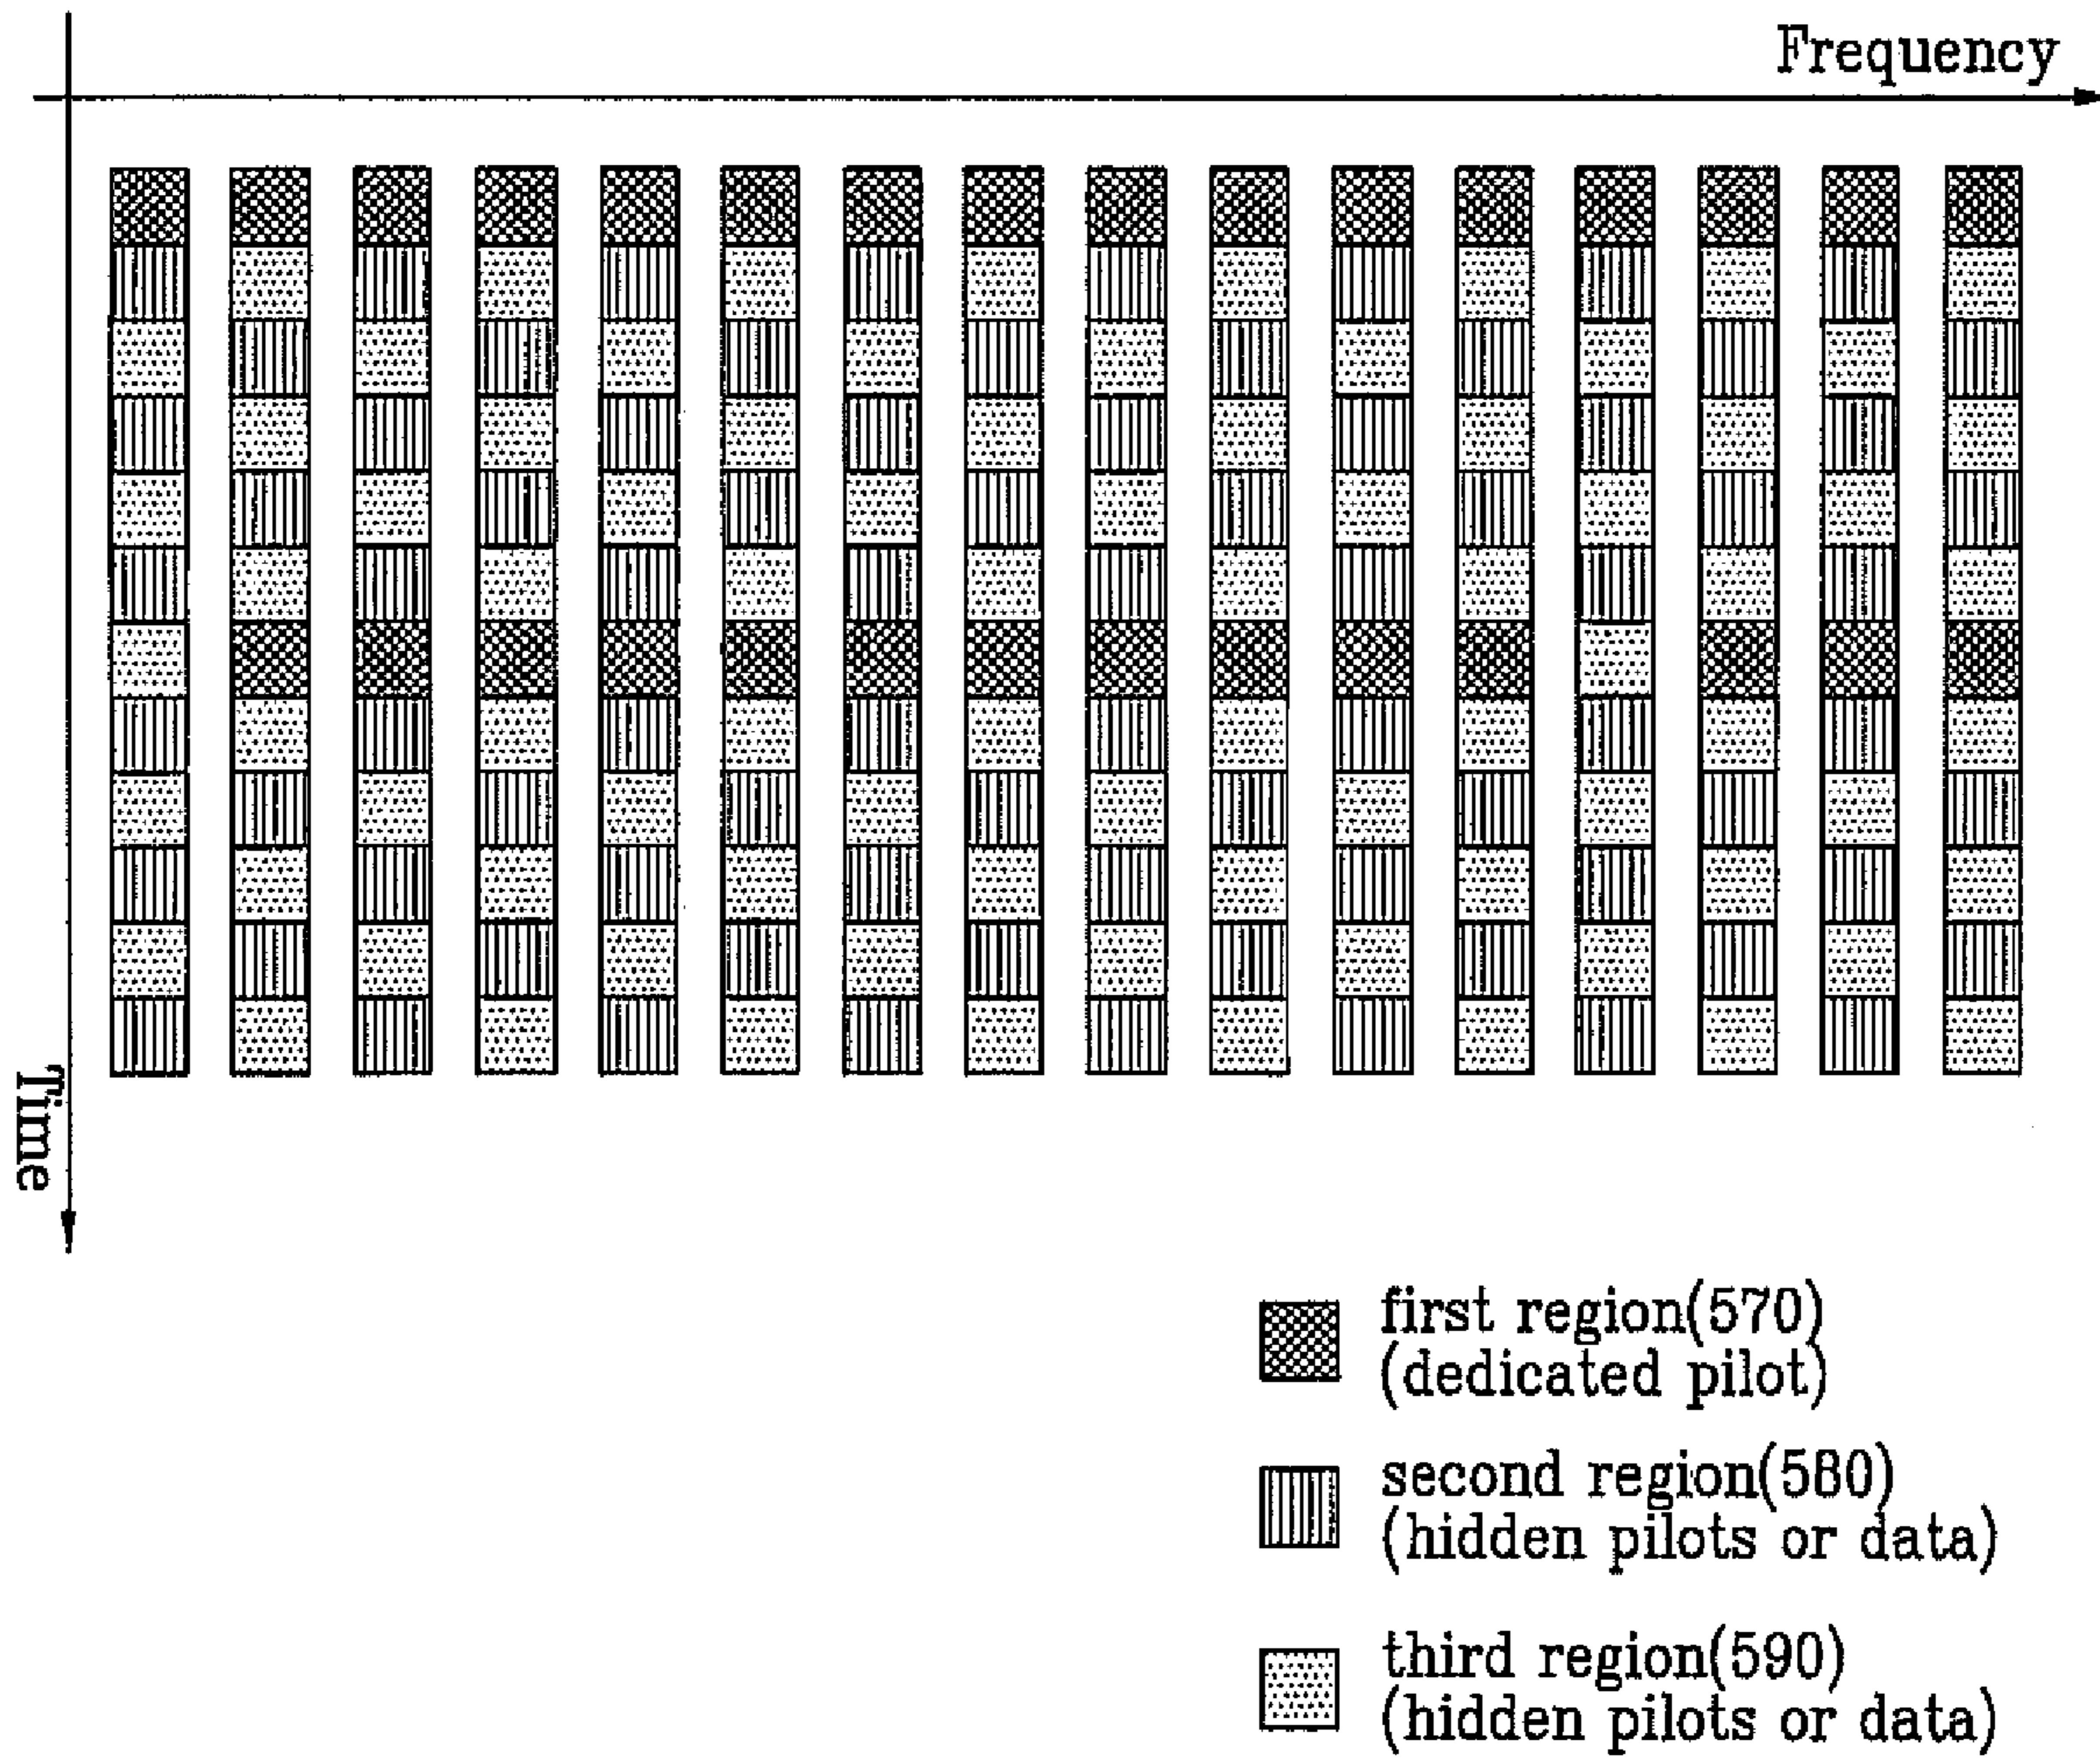 Frequency
Time
first region(570)
(dedicated pilot)
second region(580)
(hidden pilots or data)
third region(590)
(hidden pilots or data)